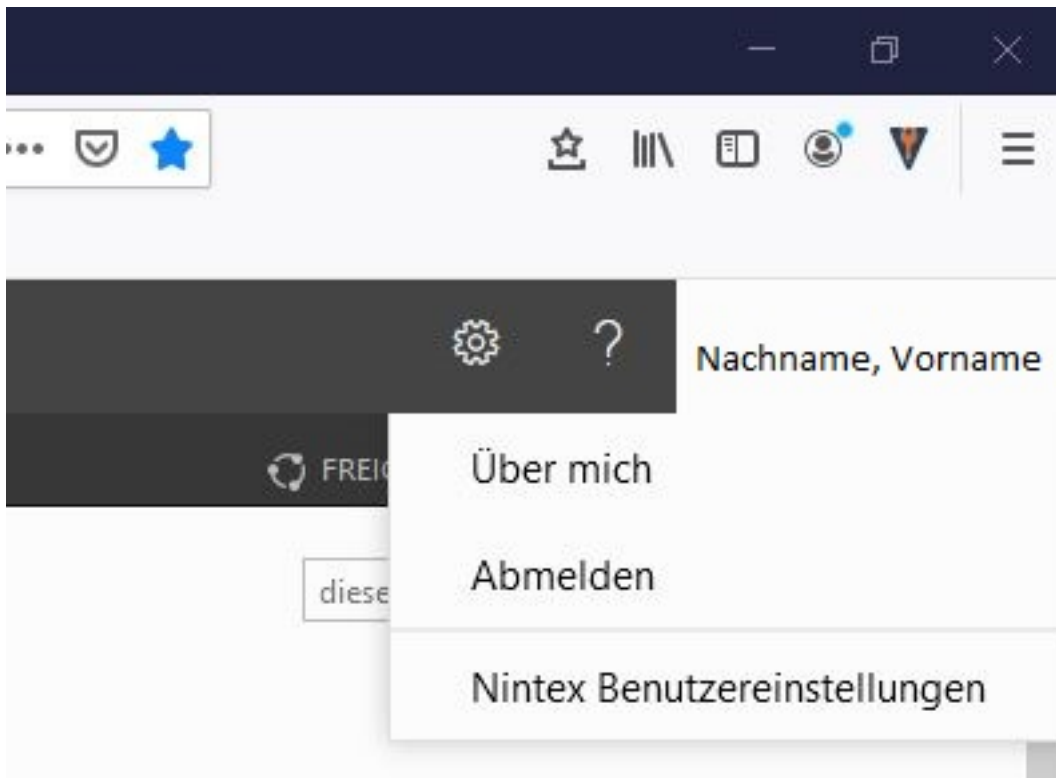 Nachname, Vorname
Über mich
Abmelden
Nintex Benutzereinstellungen